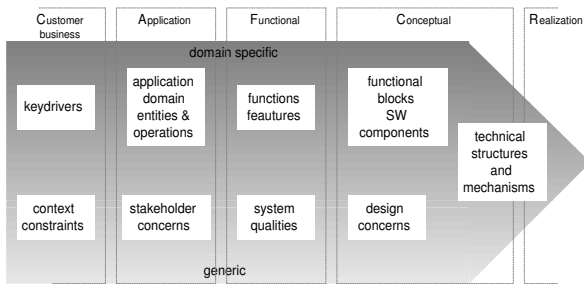 Customer
business
Application
Functional
Conceptual
Realization
domain specific
keydrivers
application
domain
entities &
operations
functions
feautures
functional
blocks
SW
components
technical
structures
and
mechanisms
context
constraints
stakeholder
concerns
system
qualities
design
concerns
generic